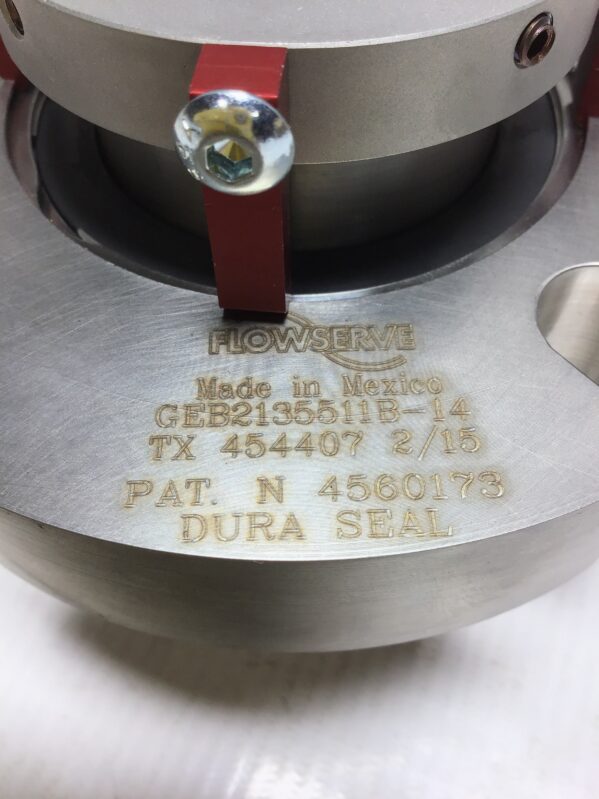 FLOWSERVE
Made in Mexico
GEB2135511B-14
TX 454407 2/15
PAT. N 4560173
DURA SEAL